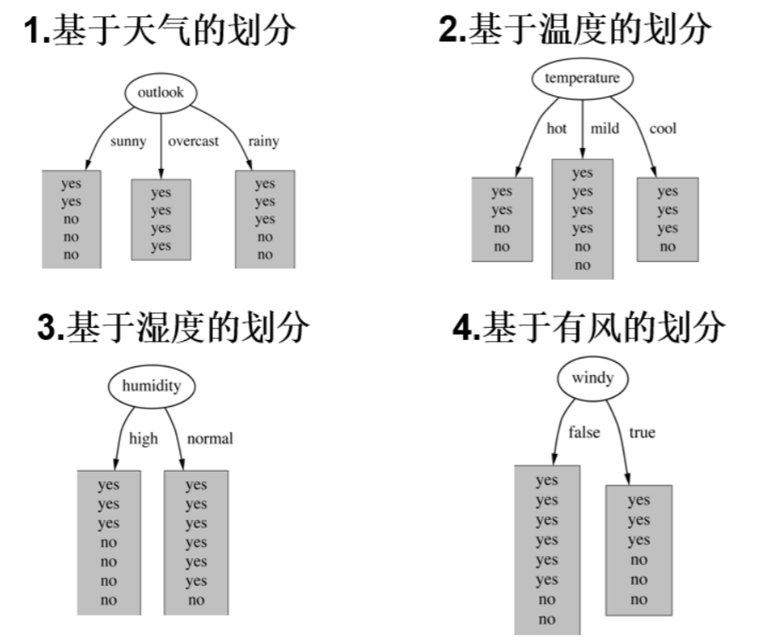 1.基于天气的划分
outlook
sunny overcast rainy
yes
yes
no
no
no
yes
yes
yes
yes
yes
yes
yes
no
no
2.基于温度的划分
temperature
hot mild cool
yes
yes
no
no
yes
yes
yes
yes
no
no
yes
yes
yes
no
3.基于湿度的划分
humidity
high normal
yes
yes
yes
no
no
no
no
yes
yes
yes
yes
yes
yes
no
4.基于有风的划分
windy
false true
yes
yes
yes
yes
yes
yes
no
no
yes
yes
yes
no
no
no